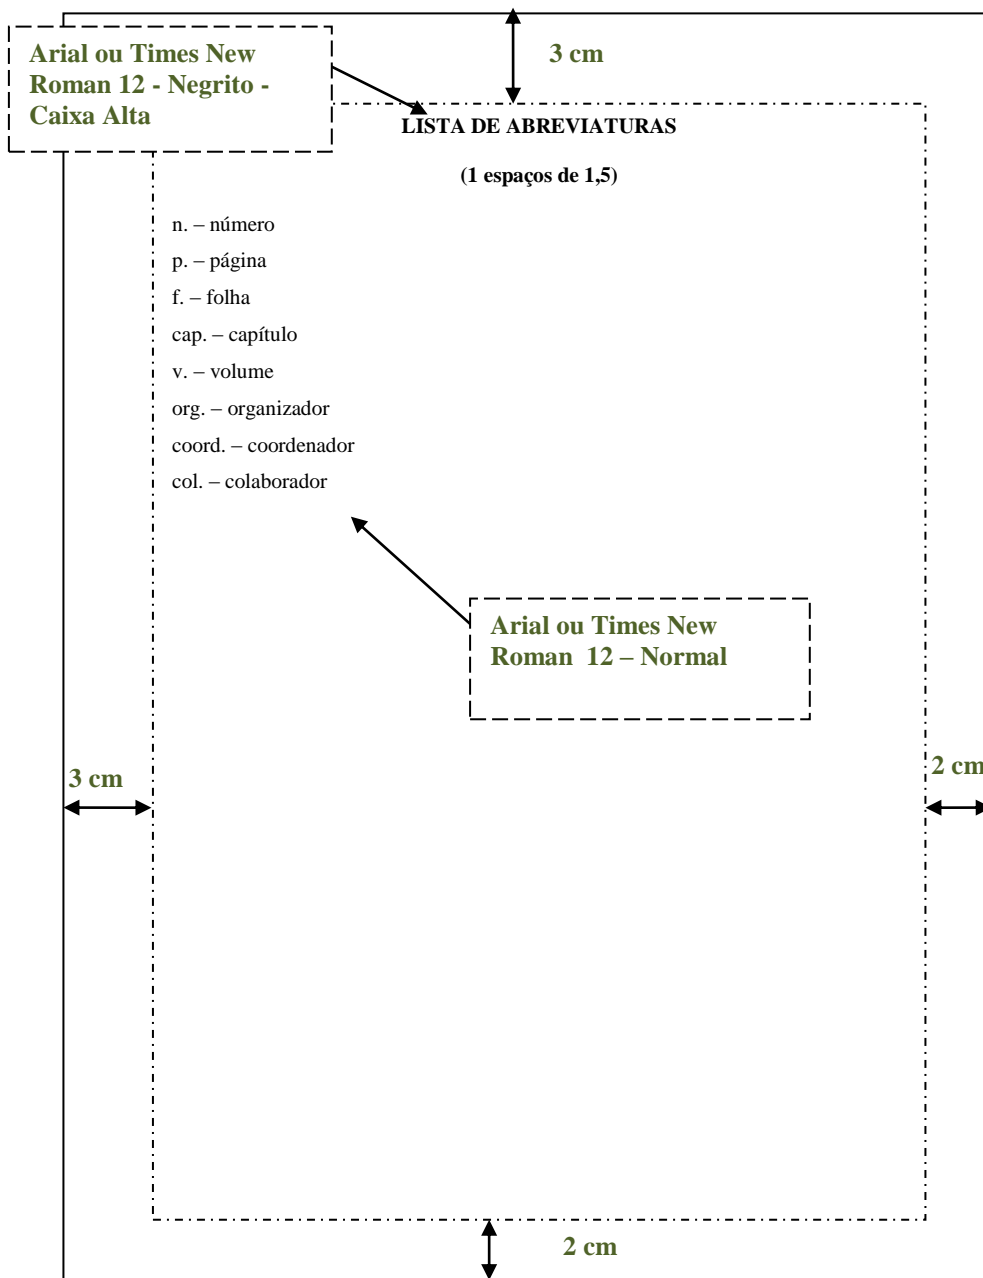 Arial ou Times New
Roman 12 - Negrito -
Caixa Alta
3 cm
LISTA DE ABREVIATURAS
(1 espaços de 1,5)
n. – número
p. – página
f. – folha
cap. – capítulo
v. – volume
org. – organizador
coord. – coordenador
col. – colaborador
Arial ou Times New
Roman  12 – Normal
3 cm
2 cm
2 cm